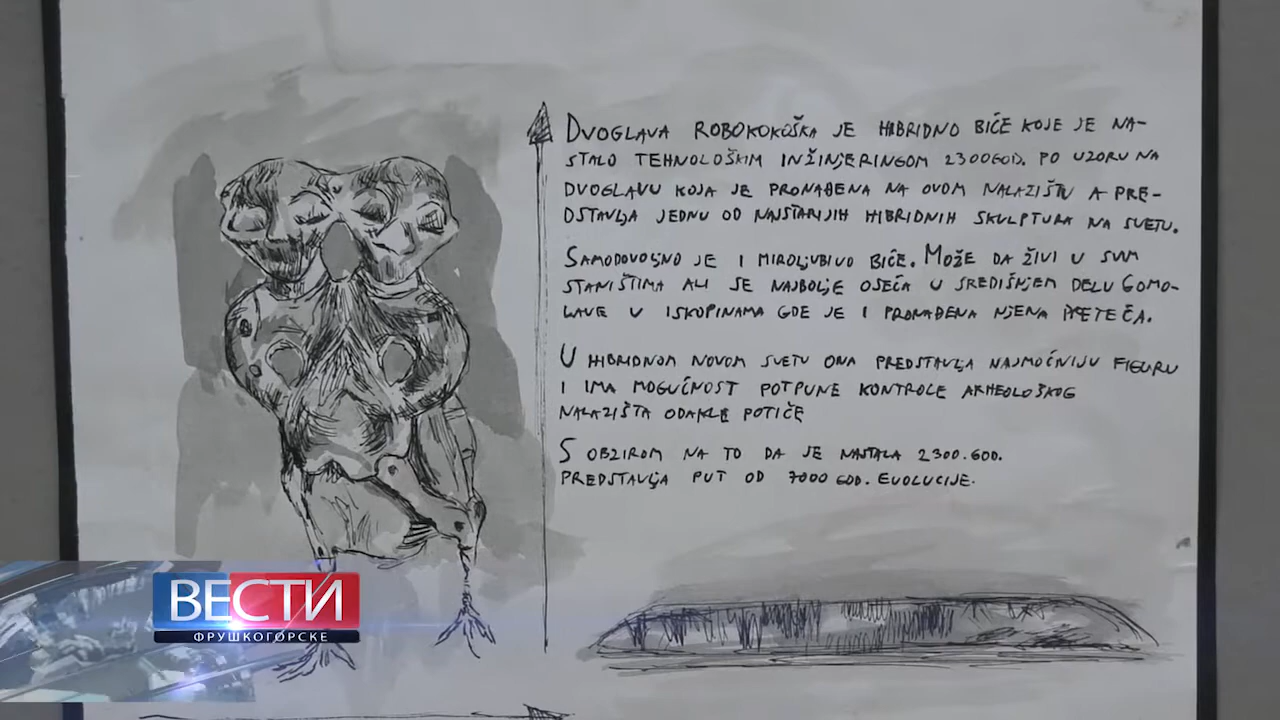 DVOGLAVA ROBOKOKOŠKA JE HIBRIDNO BIĆE KOJE JE NA-
STALO TEHNOLOŠKIM INŽINJERINGOM 2300GOD. PO UZORU NA
DVOGLAVU KOJA JE PRONAĐENA NA OVOM NALAZIŠTU A PRE-
DSTAVLJA JEDNU OD NAJSTARIJIH HIBRIDNIH SKULPTURA NA SVETU.
SAMODOVOLJNO JE I MIROLJUBIVO BIĆE. MOŽE DA ŽIVI U SVIM
STANIŠTIMA ALI SE NAJBOLJE OSEĆA U SREDIŠNJEM DELU GOMO-
LAVE U ISKOPINAMA GDE JE I PRONAĐENA NJENA PRETEČA.
U HIBRIDNOM NOVOM SVETU ONA PREDSTAVLJA NAJMOĆNIJU FIGURU
I IMA MOGUĆNOST POTPUNE KONTROLE ARHEOLOŠKOG
NALAZIŠTA ODAKLE POTIČE
S OBZIROM NA TO DA JE NASTALA 2300.GOD.
PREDSTAVLJA PUT OD 7000 GOD. EVOLUCIJE.
ВЕСТИ
ФРУШКОГОРСКЕ